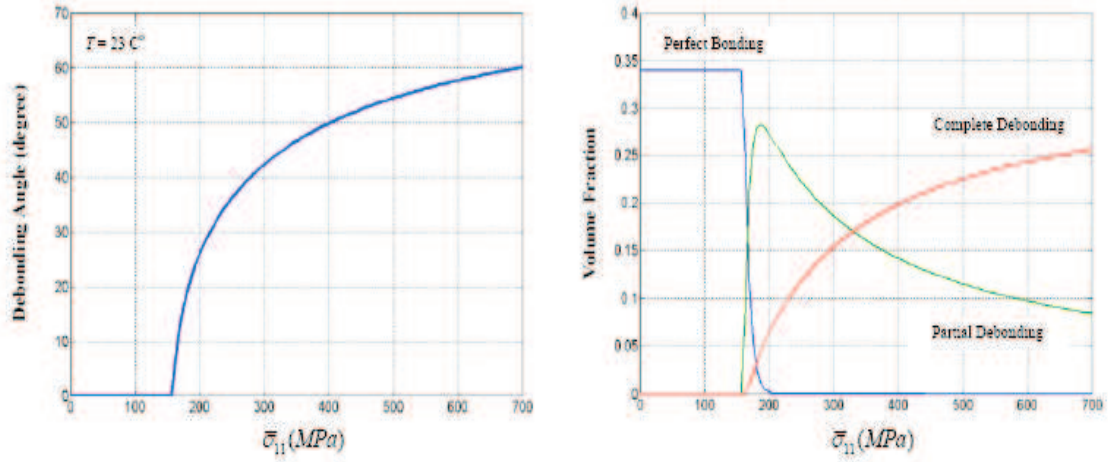 T = 23 C°
Debonding Angle (degree)
70
60
50
40
30
20
10
0
0 100 200 300 400 500 600 700
σ̅₁₁(MPa)
Perfect Bonding
Complete Debonding
Partial Debonding
Volume Fraction
0.4
0.35
0.3
0.25
0.2
0.15
0.1
0.05
0
0 100 200 300 400 500 600 700
σ̅₁₁(MPa)